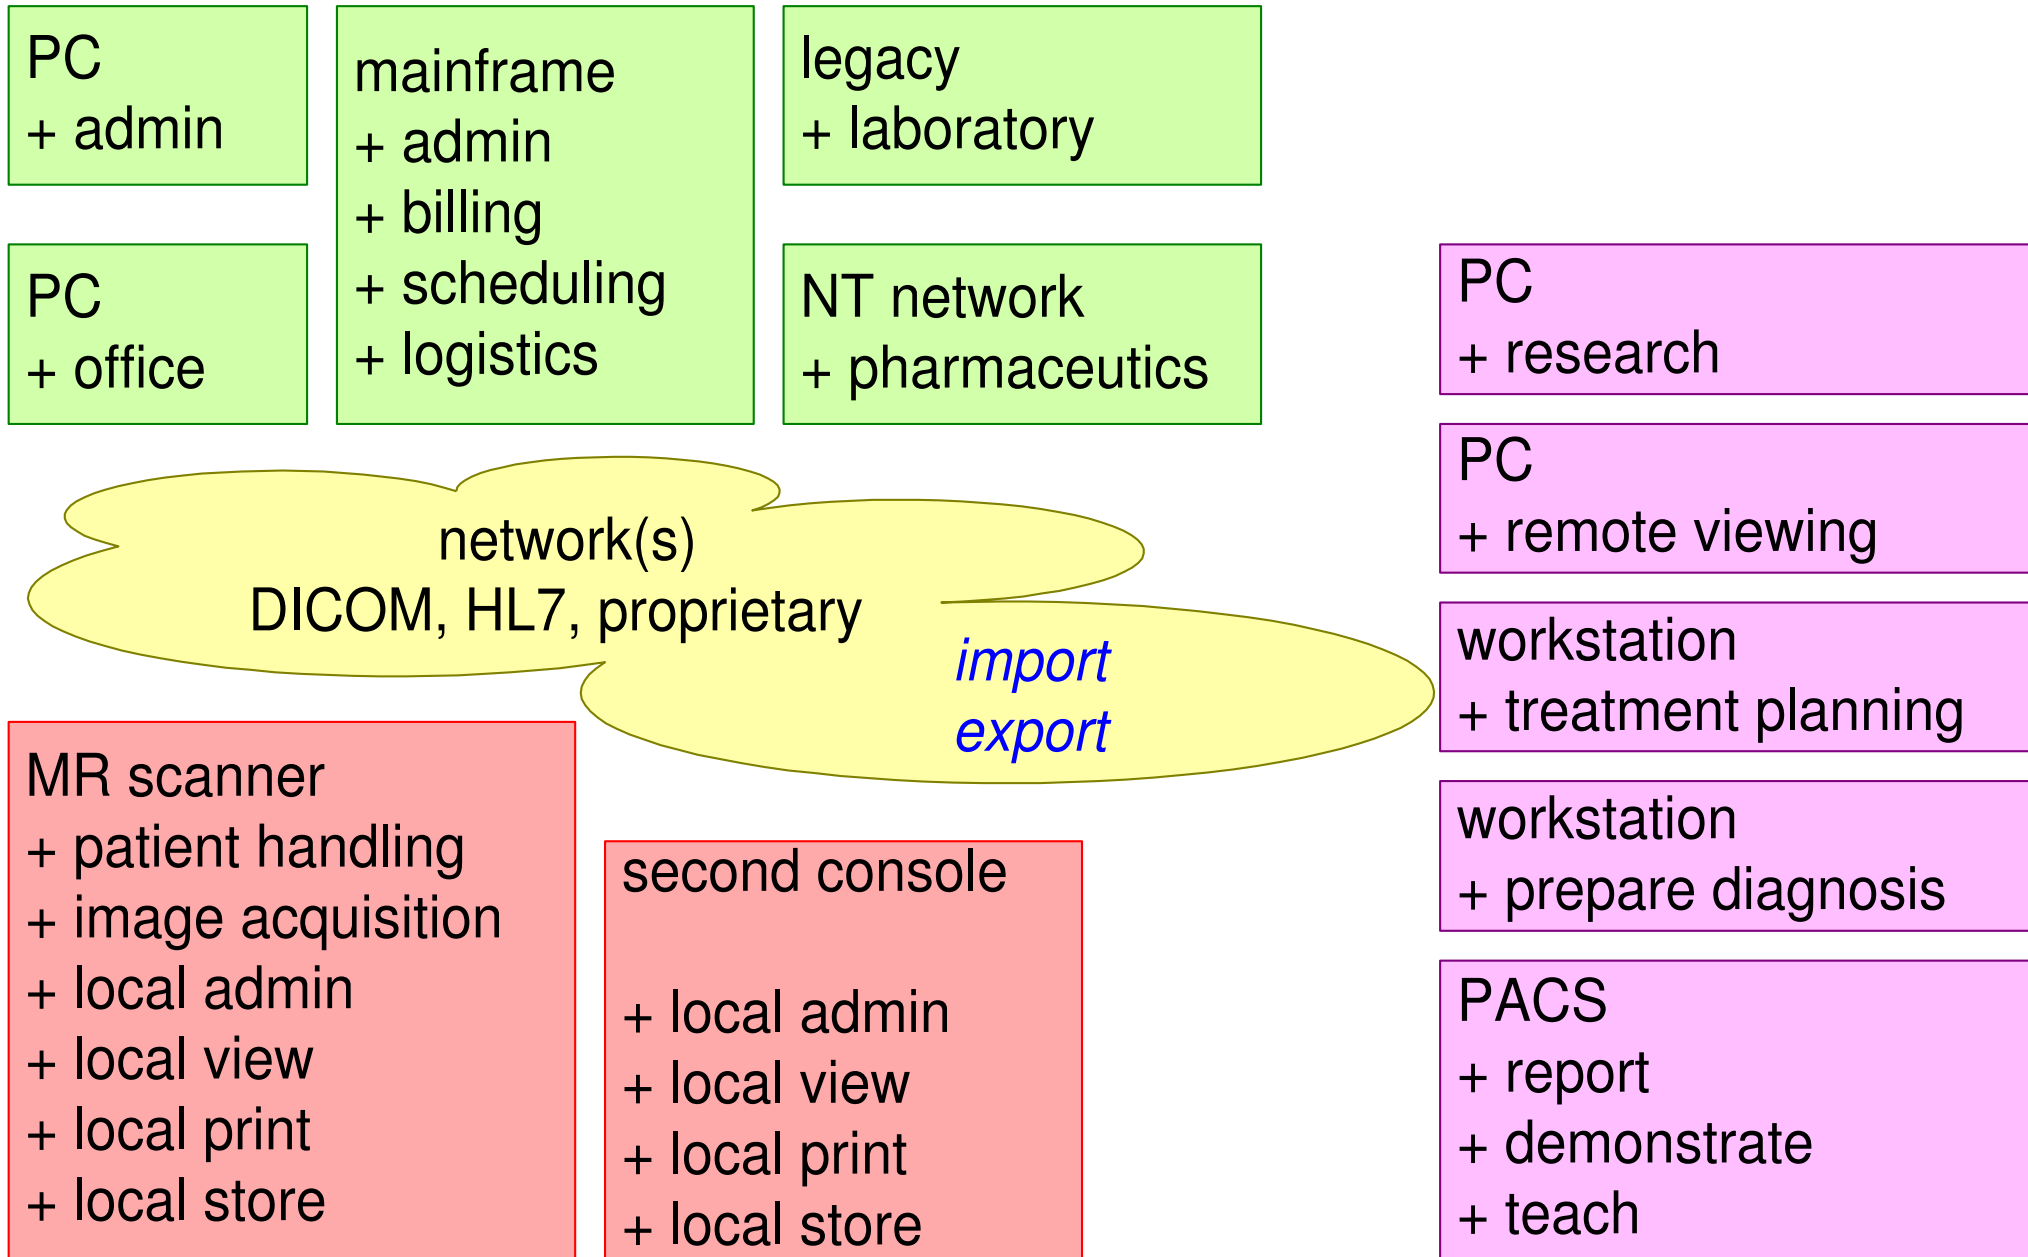 PC
+ admin
mainframe
+ admin
+ billing
+ scheduling
+ logistics
legacy
+ laboratory
PC
+ office
NT network
+ pharmaceutics
network(s)
DICOM, HL7, proprietary
import
export
MR scanner
+ patient handling
+ image acquisition
+ local admin
+ local view
+ local print
+ local store
second console
+ local admin
+ local view
+ local print
+ local store
PC
+ research
PC
+ remote viewing
workstation
+ treatment planning
workstation
+ prepare diagnosis
PACS
+ report
+ demonstrate
+ teach